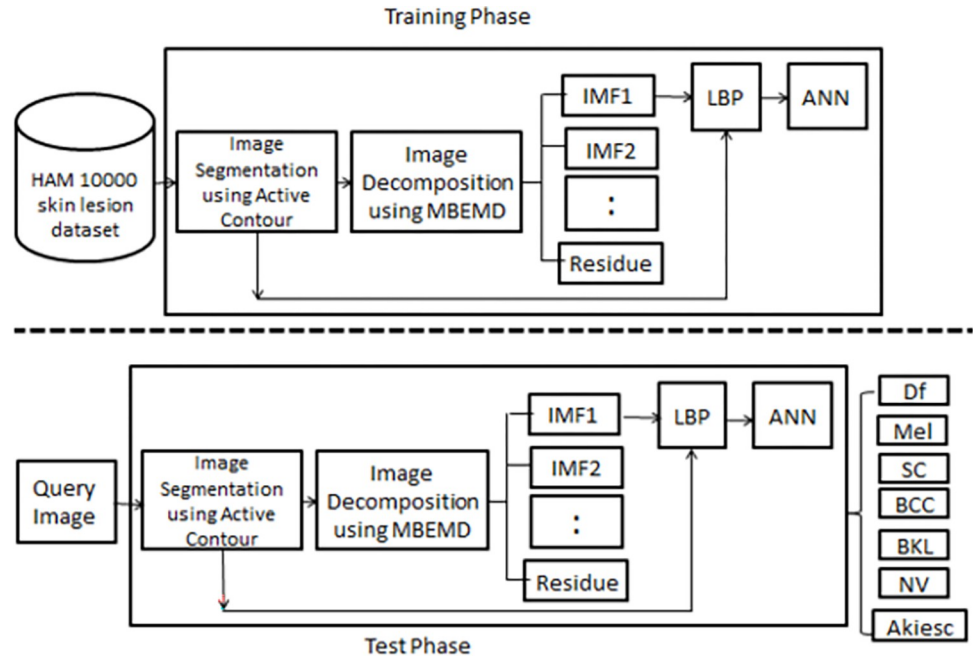 Training Phase
HAM 10000
skin lesion
dataset
Image
Segmentation
using Active
Contour
Image
Decomposition
using MBEMD
IMF1
IMF2
:
Residue
LBP
ANN
Query
Image
Image
Segmentation
using Active
Contour
Image
Decomposition
using MBEMD
IMF1
IMF2
:
Residue
LBP
ANN
Df
Mel
SC
BCC
BKL
NV
Akiesc
Test Phase